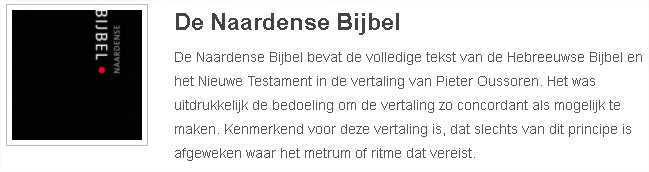 BIJBEL
NAARDENSE
De Naardense Bijbel
De Naardense Bijbel bevat de volledige tekst van de Hebreeuwse Bijbel en
het Nieuwe Testament in de vertaling van Pieter Oussoren. Het was
uitdrukkelijk de bedoeling om de vertaling zo concordant als mogelijk te
maken. Kenmerkend voor deze vertaling is, dat slechts van dit principe is
afgeweken waar het metrum of ritme dat vereist.